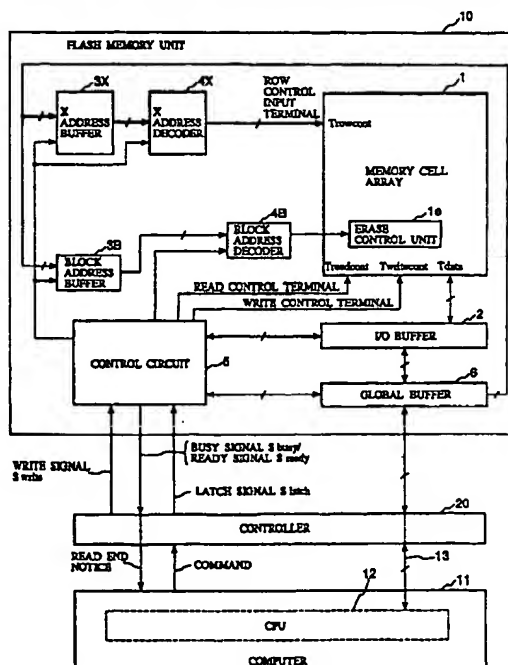 10
FLASH MEMORY UNIT
3X
X
ADDRESS
BUFFER
4X
X
ADDRESS
DECODER
ROW
CONTROL
INPUT
TERMINAL
1
Trowcont
MEMORY CELL
ARRAY
4B
BLOCK
ADDRESS
DECODER
1e
ERASE
CONTROL UNIT
3B
BLOCK ADDRESS
BUFFER
Treadcont Twritecont Tdata
READ CONTROL TERMINAL
WRITE CONTROL TERMINAL
2
I/O BUFFER
CONTROL CIRCUIT
5
6
GLOBAL BUFFER
BUSY SIGNAL S busy/
READY SIGNAL S ready
WRITE SIGNAL
S write
LATCH SIGNAL S latch
20
CONTROLLER
READ END
NOTICE
COMMAND
13
11
12
CPU
COMPUTER